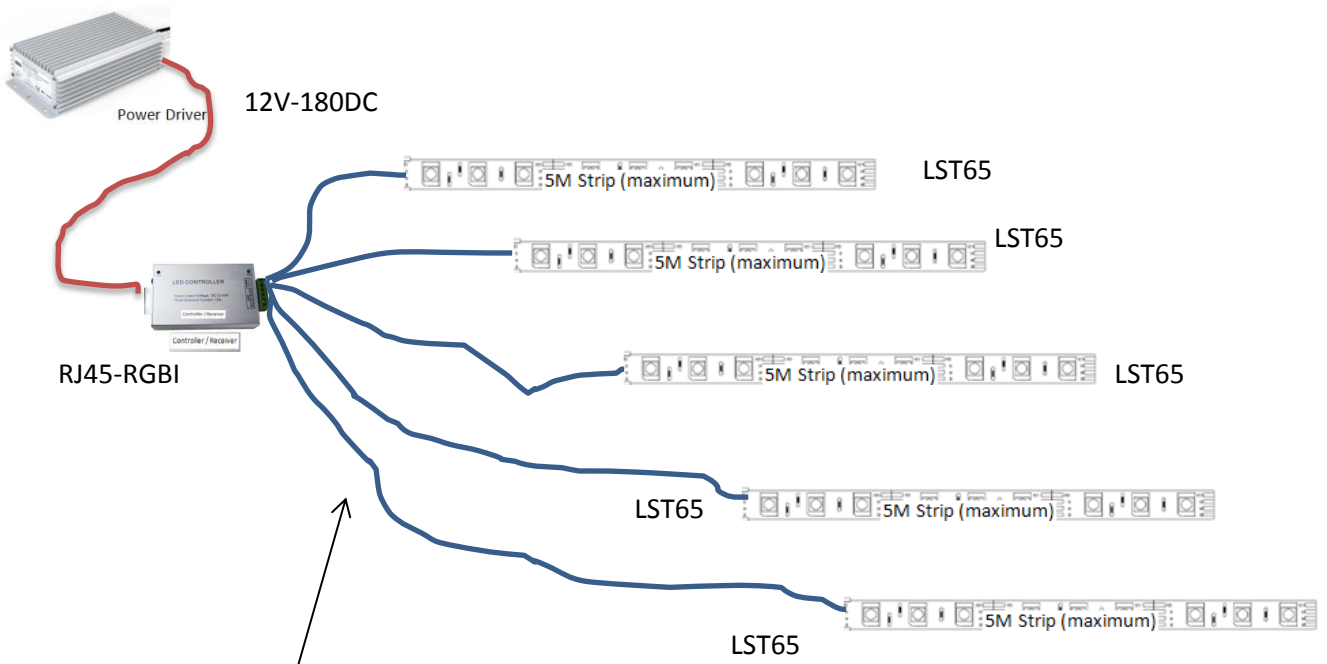 12V-180DC
Power Driver
5M Strip (maximum)
LST65
5M Strip (maximum)
LST65
LED CONTROLLER
Controller / Receiver
Controller / Receiver
RJ45-RGBI
5M Strip (maximum)
LST65
LST65
5M Strip (maximum)
5M Strip (maximum)
LST65